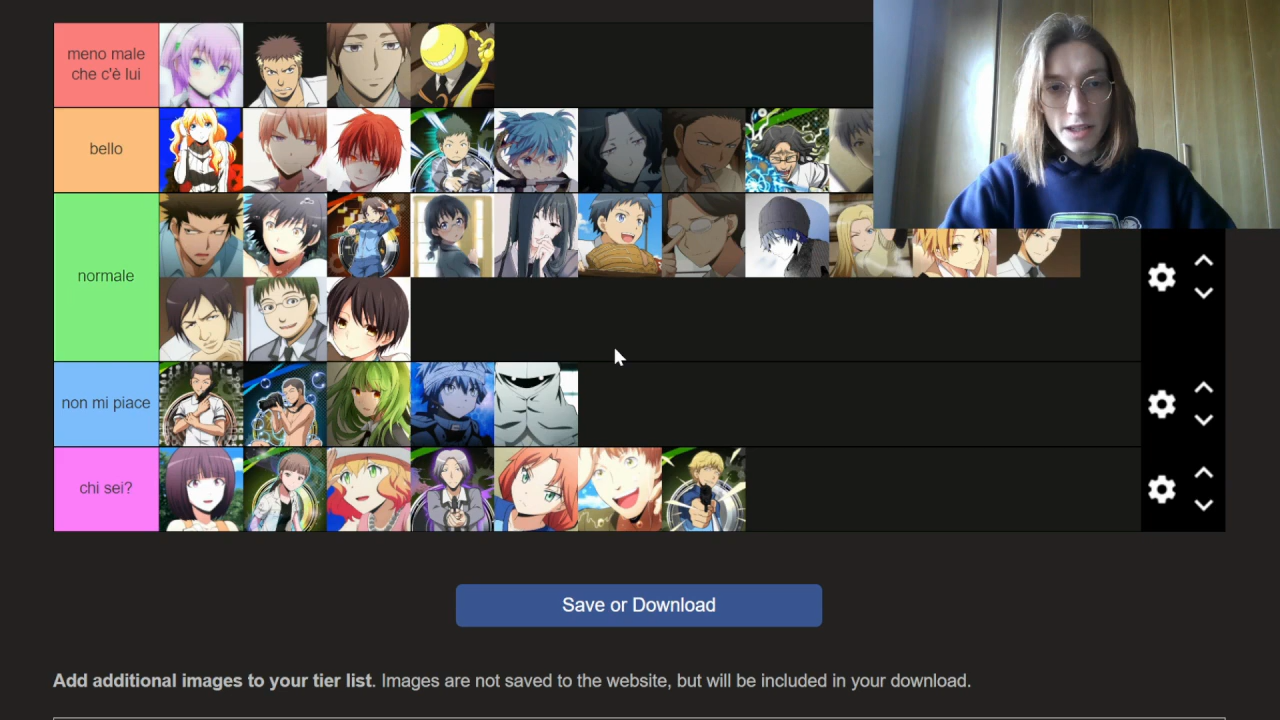 meno male
che c'è lui
bello
normale
non mi piace
chi sei?
Save or Download
Add additional images to your tier list. Images are not saved to the website, but will be included in your download.